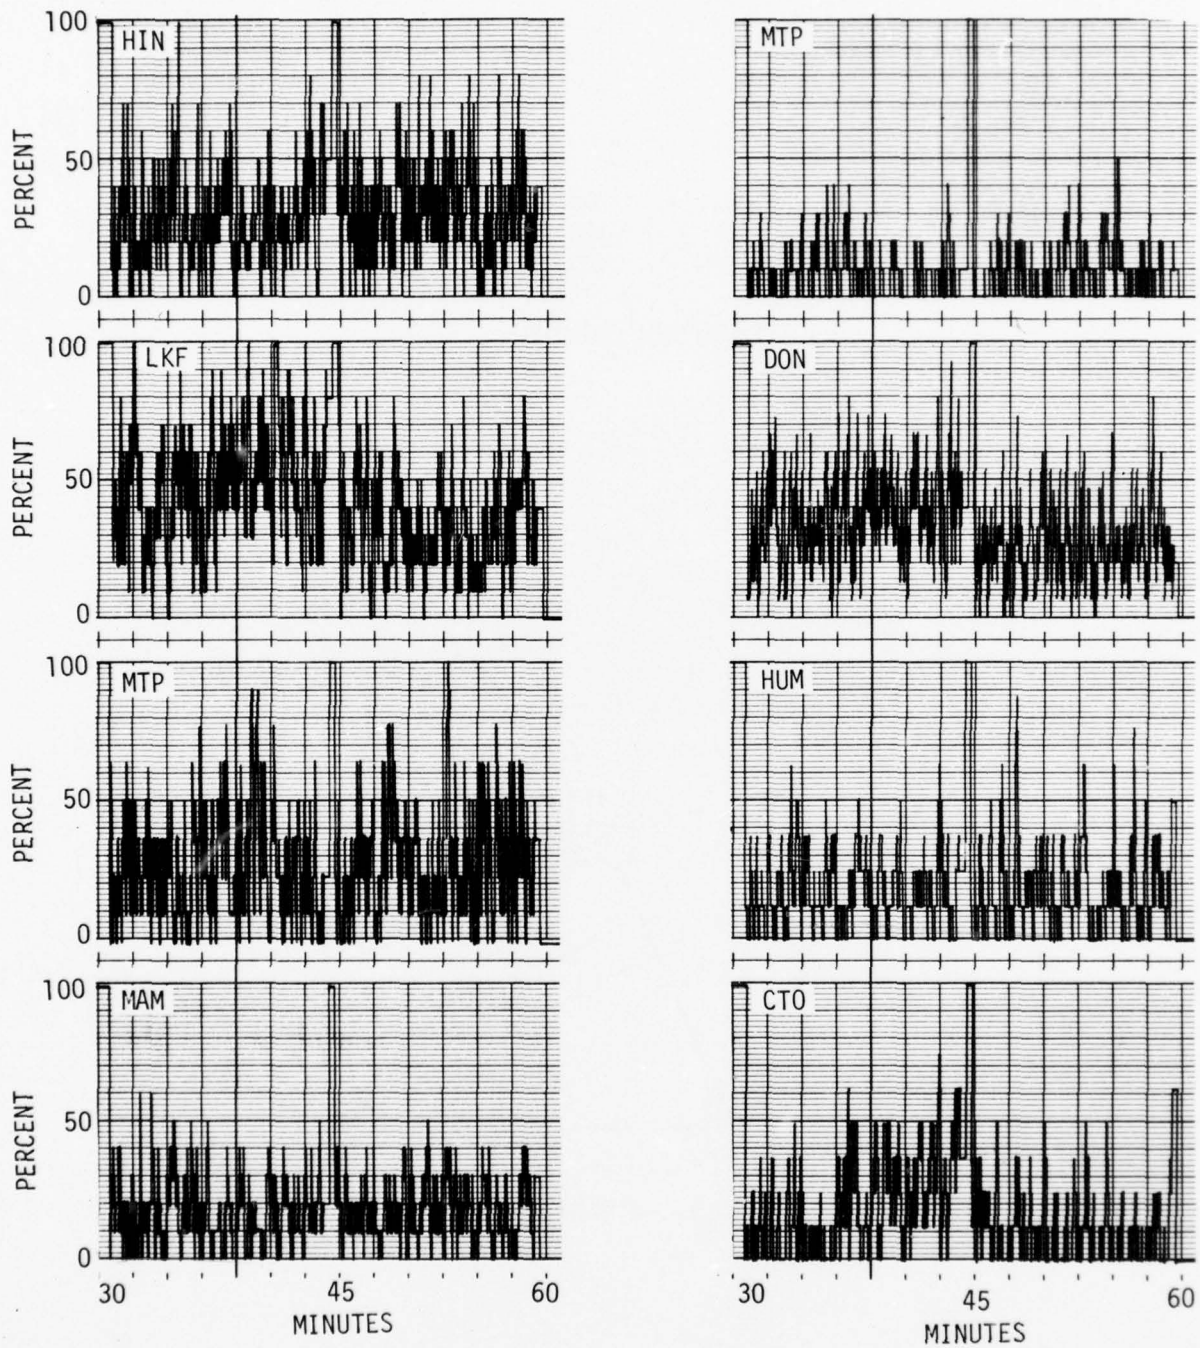 100
HIN
PERCENT
50
0
MTP
100
LKF
PERCENT
50
0
DON
100
MTP
PERCENT
50
0
HUM
100
MAM
PERCENT
50
0
CTO
30 45 60
MINUTES
30 45 60
MINUTES